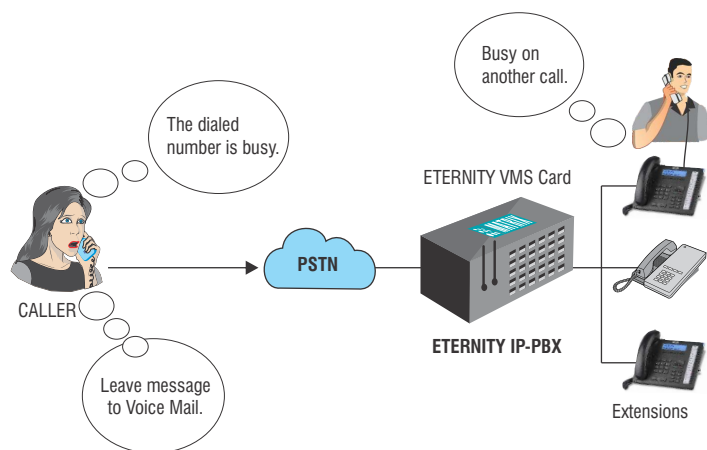 Busy on
another call.
The dialed
number is busy.
ETERNITY VMS Card
PSTN
MATRIX
CALLER
ETERNITY IP-PBX
Leave message
to Voice Mail.
Extensions